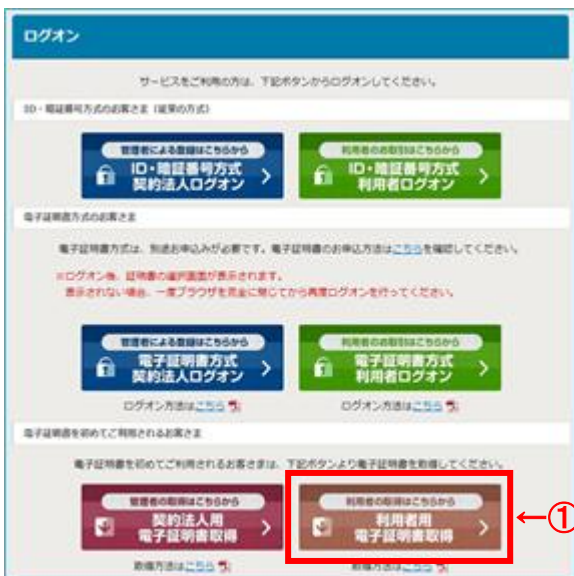 ログオン
サービスをご利用の方は、下記ボタンからログオンしてください。
ID・暗証番号方式のお客さま（従来の方式）
管理者による登録はこちらから
ID・暗証番号方式
契約法人ログオン
利用者のお取引はこちらから
ID・暗証番号方式
利用者ログオン
電子証明書方式のお客さま
電子証明書方式は、別途お申込みが必要です。電子証明書のお申込方法はこちらを確認してください。
※ログオン後、証明書の選択画面が表示されます。
表示されない場合、一度ブラウザを完全に閉じてから再度ログオンを行ってください。
管理者による登録はこちらから
電子証明書方式
契約法人ログオン
利用者のお取引はこちらから
電子証明書方式
利用者ログオン
ログオン方法はこちら
ログオン方法はこちら
電子証明書を初めてご利用されるお客さま
電子証明書を初めてご利用されるお客さまは、下記ボタンより電子証明書を取得してください。
管理者の取得はこちらから
契約法人用
電子証明書取得
利用者の取得はこちらから
利用者用
電子証明書取得
←①
取得方法はこちら
取得方法はこちら